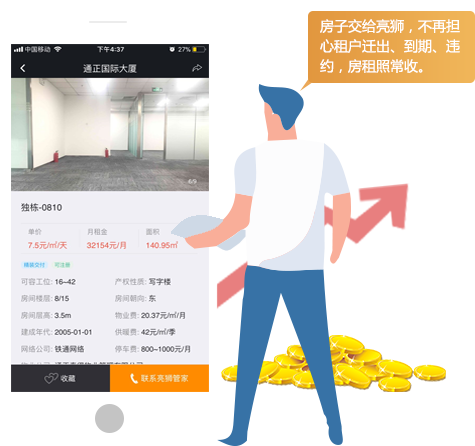 房子交给亮狮，不再担
心租户迁出、到期、违
约，房租照常收。
中国移动 下午4:37 27%
通正国际大厦
6/9
独栋-0810
单价 月租金 面积
7.5元/㎡/天 32154元/月 140.95㎡
精装交付 可注册
可容工位: 16~42 产权性质: 写字楼
房间楼层: 8/15 房间朝向: 东
房间层高: 3.5m 物业费: 20.37元/㎡/月
建成年代: 2005-01-01 供暖费: 42元/㎡/季
网络公司: 铁通网络 停车费: 800~1000元/月
收藏 联系亮狮管家